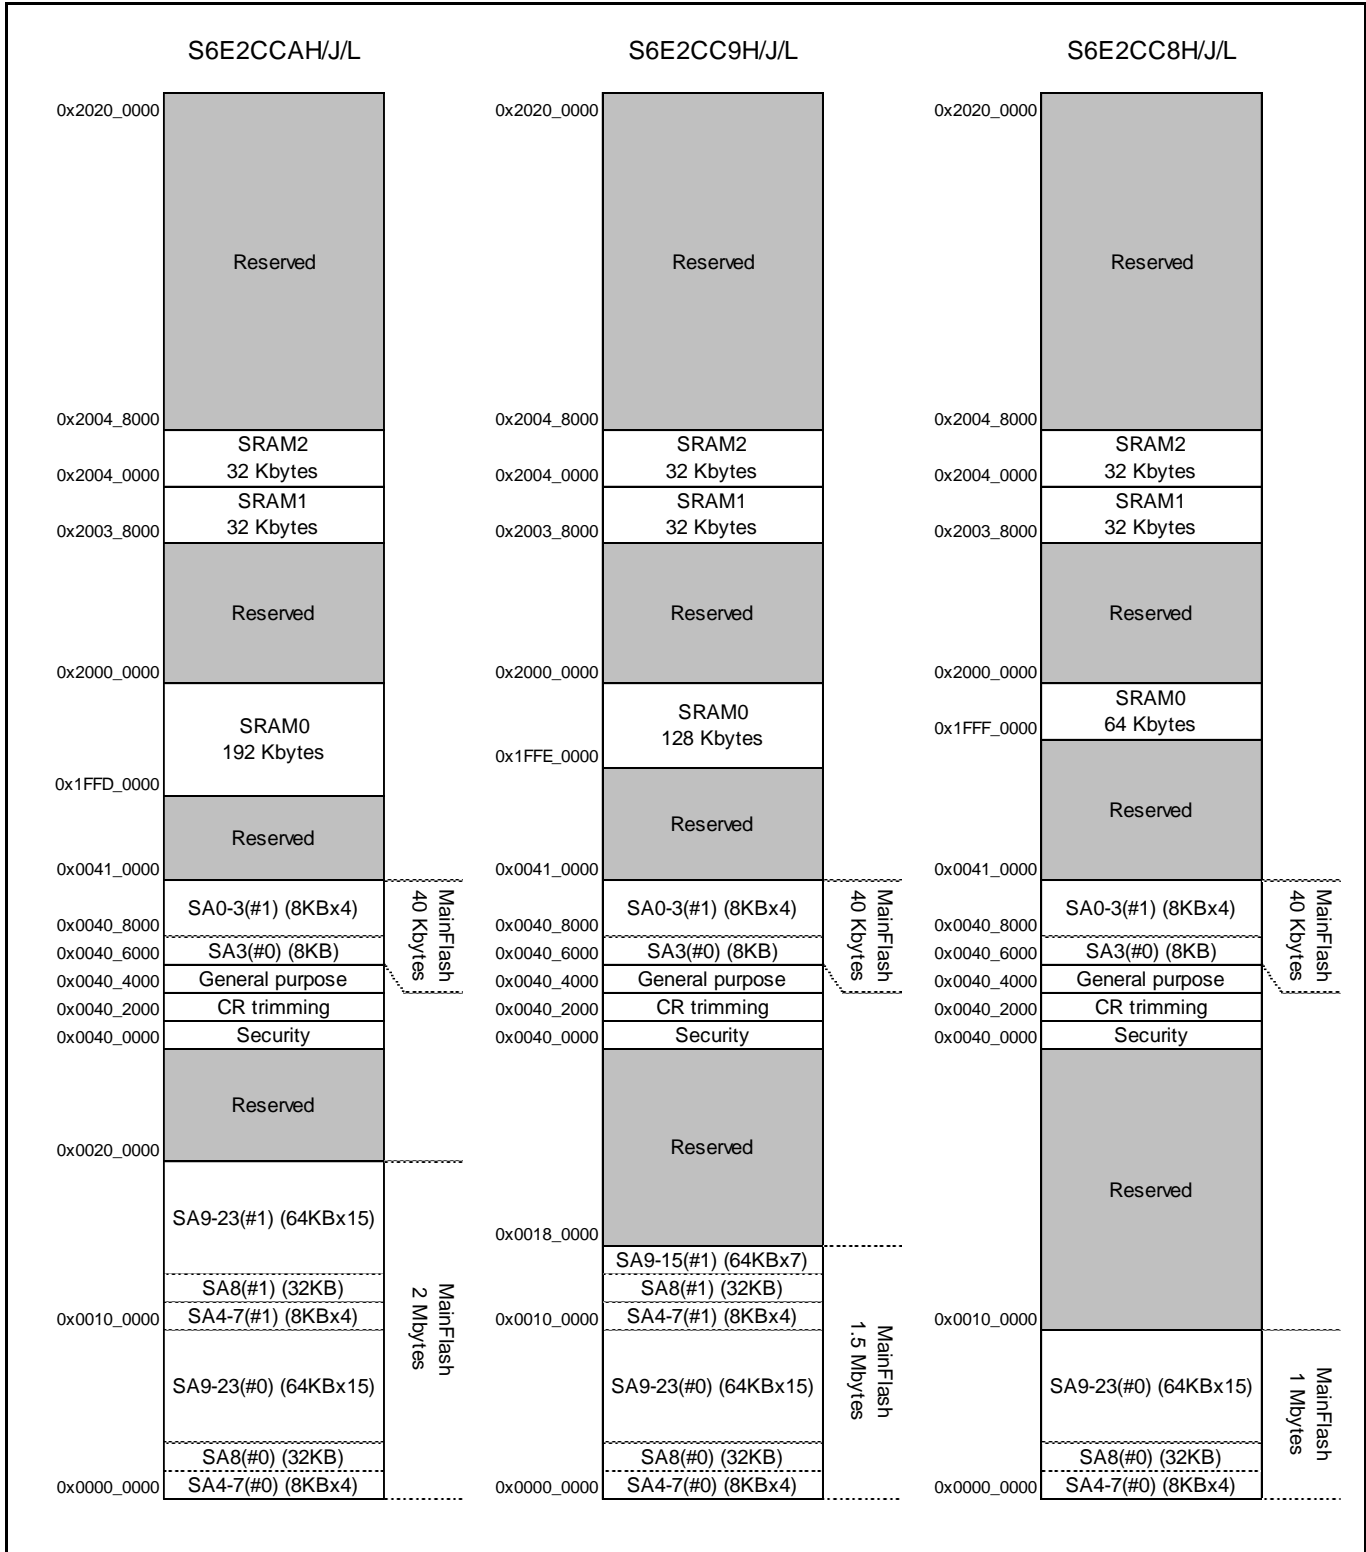 S6E2CCAH/J/L
0x2020_0000
Reserved
0x2004_8000
SRAM2
32 Kbytes
0x2004_0000
SRAM1
32 Kbytes
0x2003_8000
Reserved
0x2000_0000
SRAM0
192 Kbytes
0x1FFD_0000
Reserved
0x0041_0000
SA0-3(#1) (8KBx4)
0x0040_8000
SA3(#0) (8KB)
0x0040_6000
General purpose
0x0040_4000
CR trimming
0x0040_2000
Security
0x0040_0000
MainFlash
40 Kbytes
Reserved
0x0020_0000
SA9-23(#1) (64KBx15)
SA8(#1) (32KB)
SA4-7(#1) (8KBx4)
0x0010_0000
SA9-23(#0) (64KBx15)
SA8(#0) (32KB)
SA4-7(#0) (8KBx4)
0x0000_0000
MainFlash
2 Mbytes
S6E2CC9H/J/L
0x2020_0000
Reserved
0x2004_8000
SRAM2
32 Kbytes
0x2004_0000
SRAM1
32 Kbytes
0x2003_8000
Reserved
0x2000_0000
SRAM0
128 Kbytes
0x1FFE_0000
Reserved
0x0041_0000
SA0-3(#1) (8KBx4)
0x0040_8000
SA3(#0) (8KB)
0x0040_6000
General purpose
0x0040_4000
CR trimming
0x0040_2000
Security
0x0040_0000
MainFlash
40 Kbytes
Reserved
0x0018_0000
SA9-15(#1) (64KBx7)
SA8(#1) (32KB)
SA4-7(#1) (8KBx4)
0x0010_0000
SA9-23(#0) (64KBx15)
SA8(#0) (32KB)
SA4-7(#0) (8KBx4)
0x0000_0000
MainFlash
1.5 Mbytes
S6E2CC8H/J/L
0x2020_0000
Reserved
0x2004_8000
SRAM2
32 Kbytes
0x2004_0000
SRAM1
32 Kbytes
0x2003_8000
Reserved
0x2000_0000
SRAM0
64 Kbytes
0x1FFF_0000
Reserved
0x0041_0000
SA0-3(#1) (8KBx4)
0x0040_8000
SA3(#0) (8KB)
0x0040_6000
General purpose
0x0040_4000
CR trimming
0x0040_2000
Security
0x0040_0000
MainFlash
40 Kbytes
Reserved
0x0010_0000
SA9-23(#0) (64KBx15)
SA8(#0) (32KB)
SA4-7(#0) (8KBx4)
0x0000_0000
MainFlash
1 Mbytes